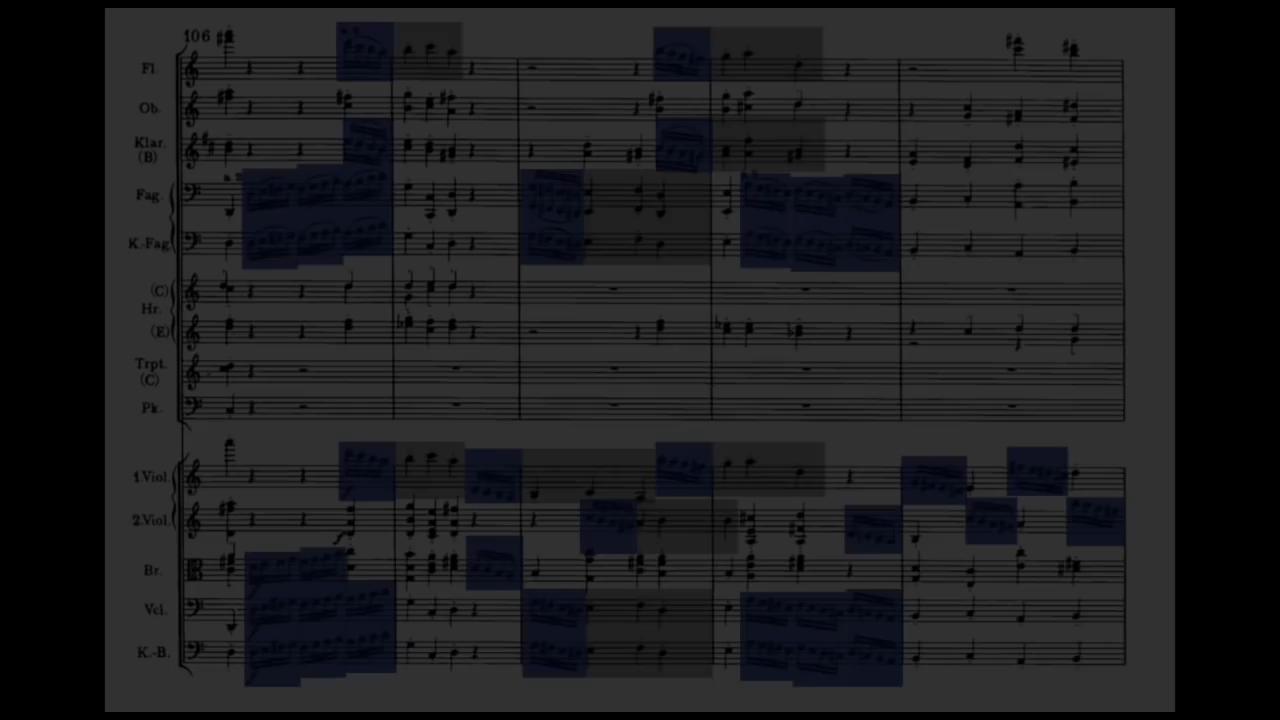 106
Fl.
Ob.
Klar.
(B)
Fag.
K.-Fag.
(C)
Hr.
(E)
Trpt.
(C)
Pk.
1.Viol.
2.Viol.
Br.
Vcl.
K.-B.